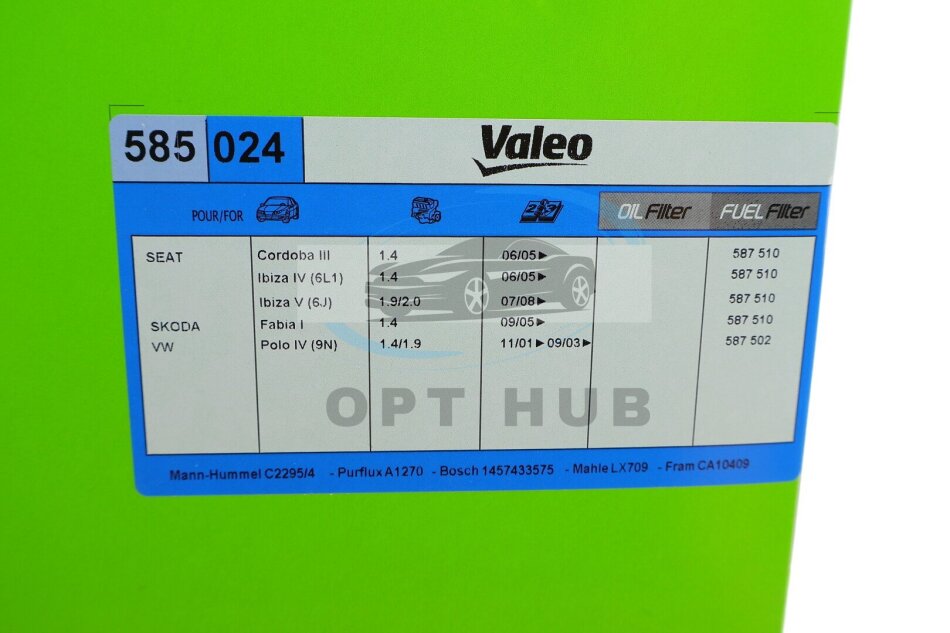 585 024 Valeo
POUR/FOR OIL Filter FUEL Filter
SEAT Cordoba III 1.4 06/05► 587 510
Ibiza IV (6L1) 1.4 06/05► 587 510
Ibiza V (6J) 1.9/2.0 07/08► 587 510
SKODA Fabia I 1.4 09/05► 587 510
VW Polo IV (9N) 1.4/1.9 11/01►09/03► 587 502
OPT HUB
Mann-Hummel C2295/4 - Purflux A1270 - Bosch 1457433575 - Mahle LX709 - Fram CA10409